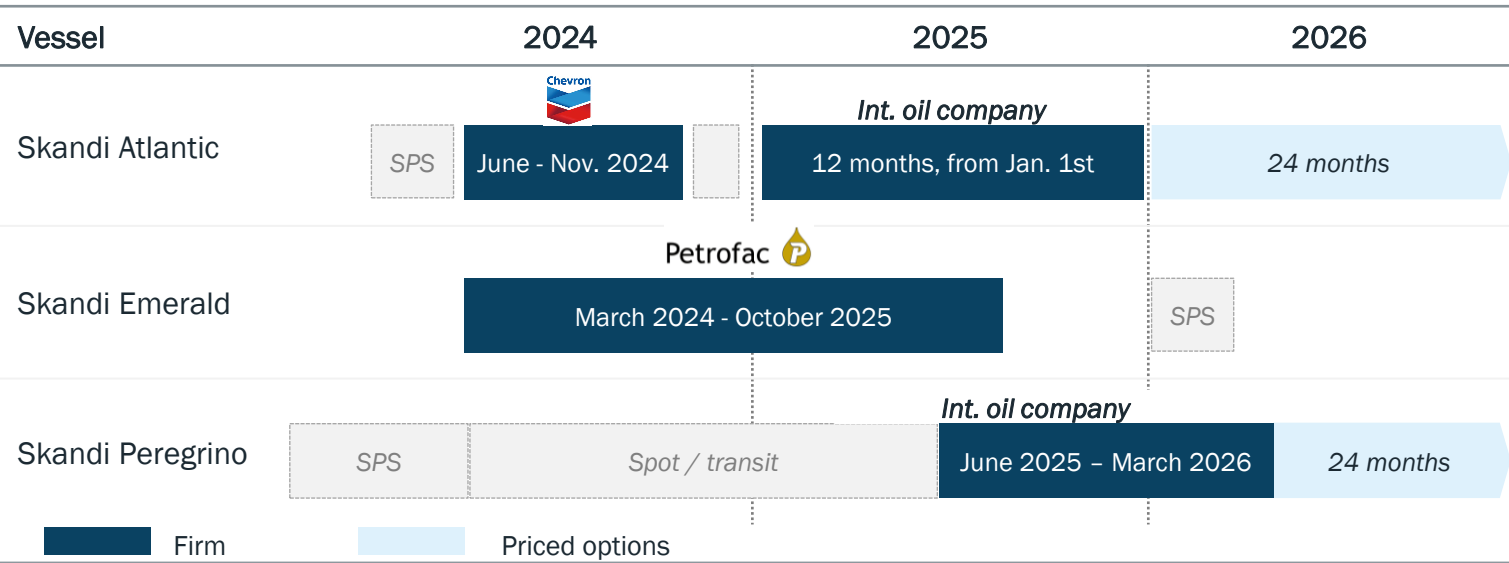 Vessel 2024 2025 2026
Chevron
Int. oil company
Skandi Atlantic SPS June - Nov. 2024 12 months, from Jan. 1st 24 months
Petrofac
Skandi Emerald March 2024 - October 2025 SPS
Int. oil company
Skandi Peregrino SPS Spot / transit June 2025 – March 2026 24 months
Firm Priced options